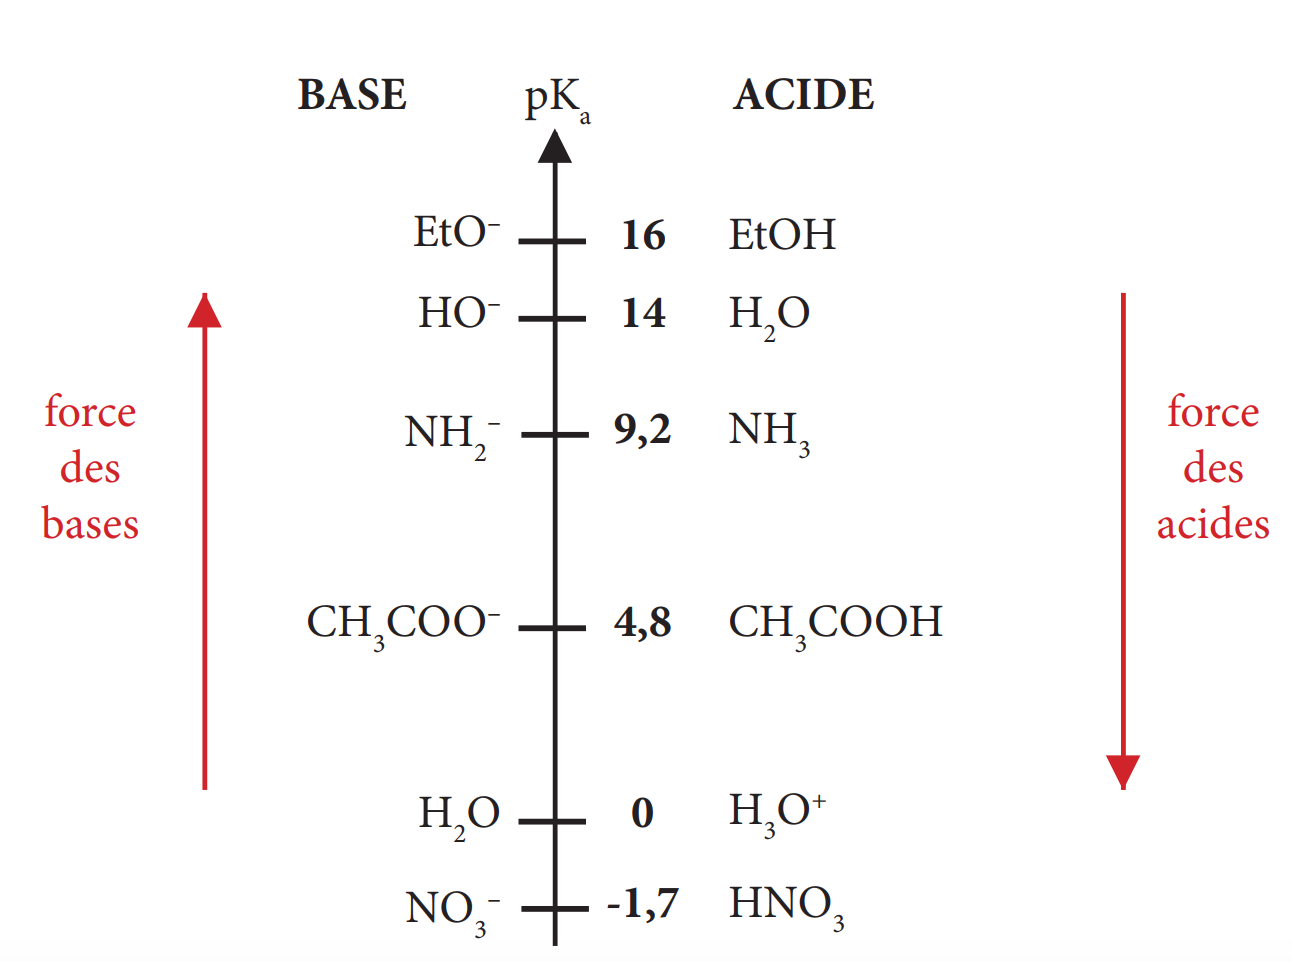 BASE pKₐ ACIDE
EtO⁻ 16 EtOH
HO⁻ 14 H₂O
force des bases
force des acides
NH₂⁻ 9,2 NH₃
CH₃COO⁻ 4,8 CH₃COOH
H₂O 0 H₃O⁺
NO₃⁻ -1,7 HNO₃